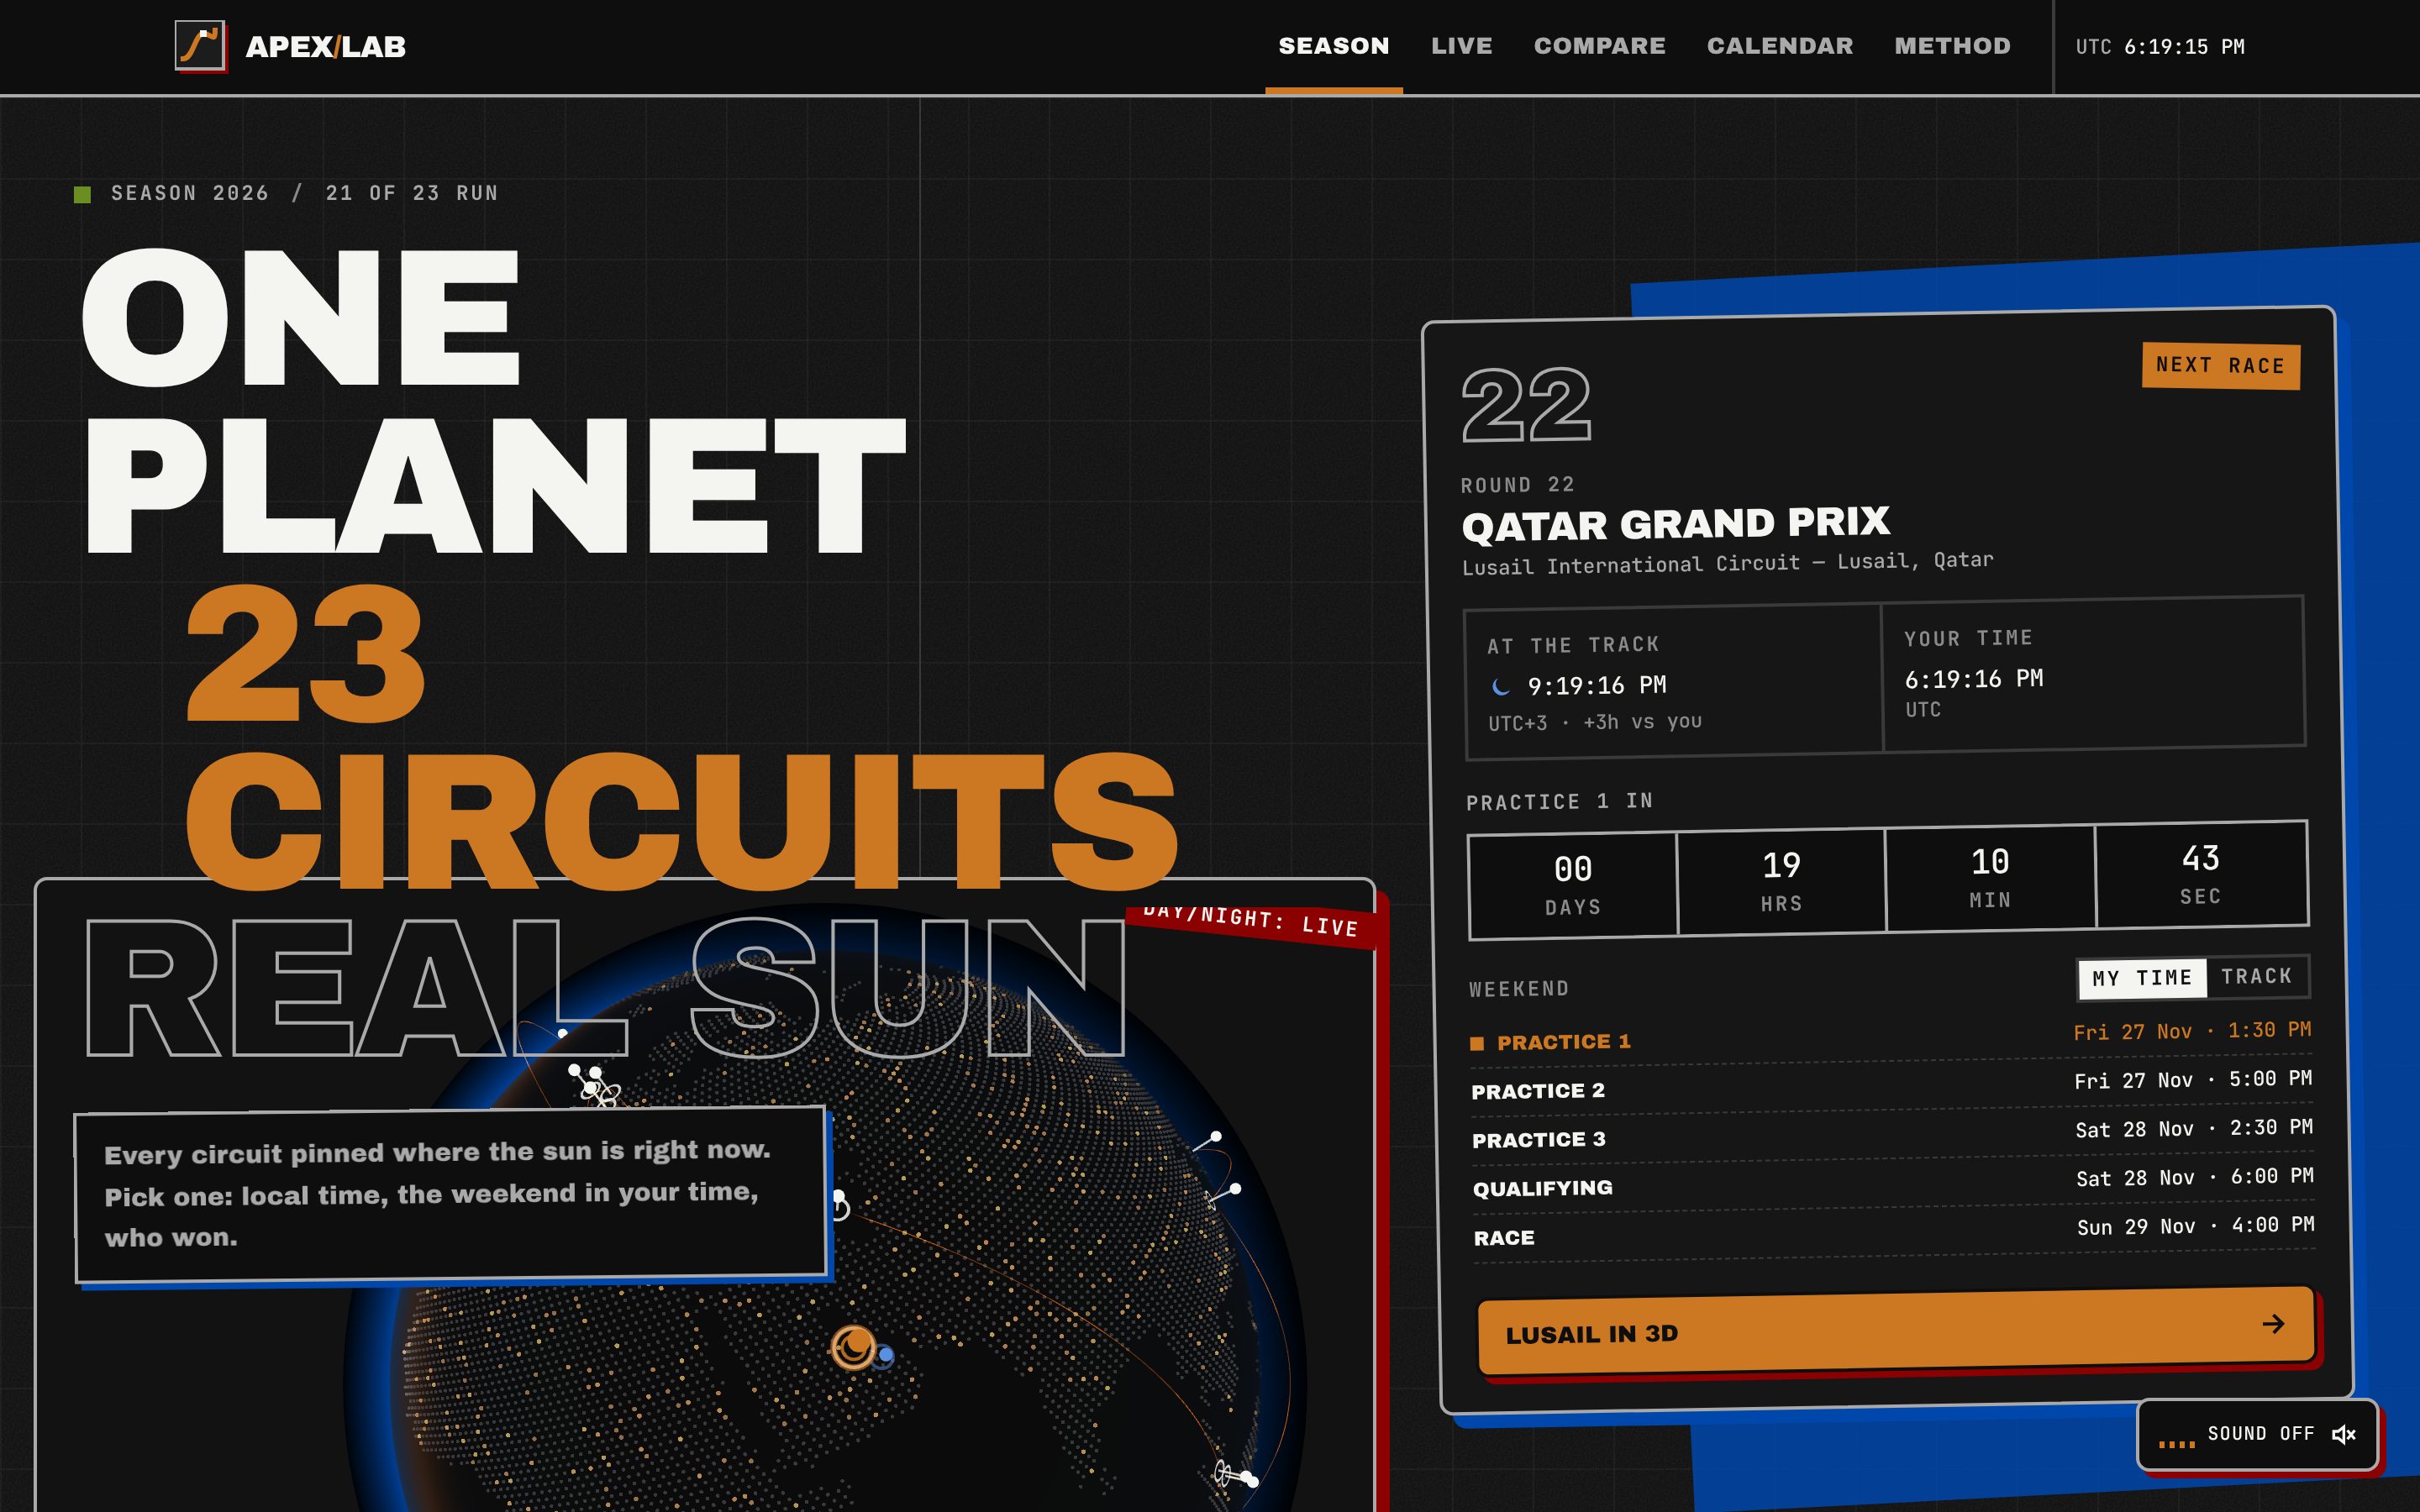 APEX/LAB
SEASON LIVE COMPARE CALENDAR METHOD UTC 6:19:15 PM
SEASON 2026 / 21 OF 23 RUN
ONE
PLANET
23
CIRCUITS
REAL SUN
DAY/NIGHT: LIVE
Every circuit pinned where the sun is right now.
Pick one: local time, the weekend in your time,
who won.
22
NEXT RACE
ROUND 22
QATAR GRAND PRIX
Lusail International Circuit — Lusail, Qatar
AT THE TRACK
9:19:16 PM
UTC+3 · +3h vs you
YOUR TIME
6:19:16 PM
UTC
PRACTICE 1 IN
00 19 10 43
DAYS HRS MIN SEC
WEEKEND MY TIME TRACK
PRACTICE 1 Fri 27 Nov · 1:30 PM
PRACTICE 2 Fri 27 Nov · 5:00 PM
PRACTICE 3 Sat 28 Nov · 2:30 PM
QUALIFYING Sat 28 Nov · 6:00 PM
RACE Sun 29 Nov · 4:00 PM
LUSAIL IN 3D
SOUND OFF